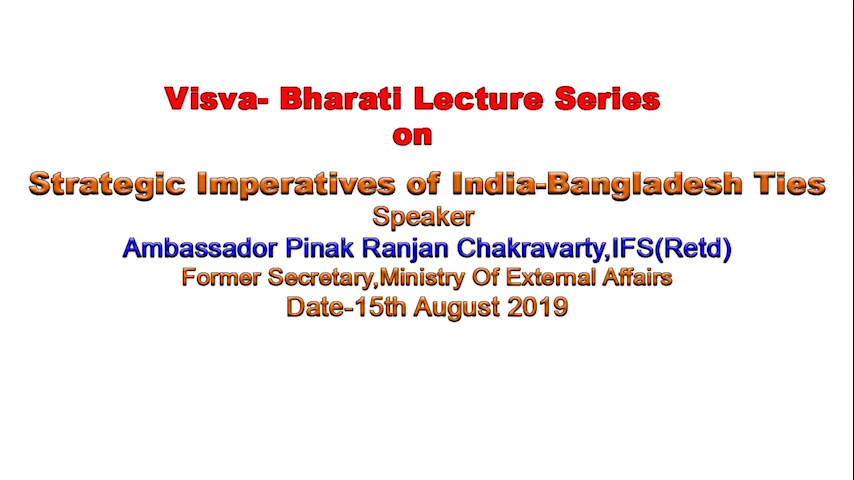 Visva- Bharati Lecture Series
on
Strategic Imperatives of India-Bangladesh Ties
Speaker
Ambassador Pinak Ranjan Chakravarty,IFS(Retd)
Former Secretary,Ministry Of External Affairs
Date-15th August 2019